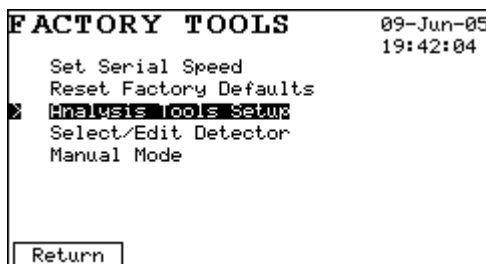 FACTORY TOOLS 09-Jun-05
19:42:04
Set Serial Speed
Reset Factory Defaults
> Analysis Tools Setup
Select/Edit Detector
Manual Mode
Return